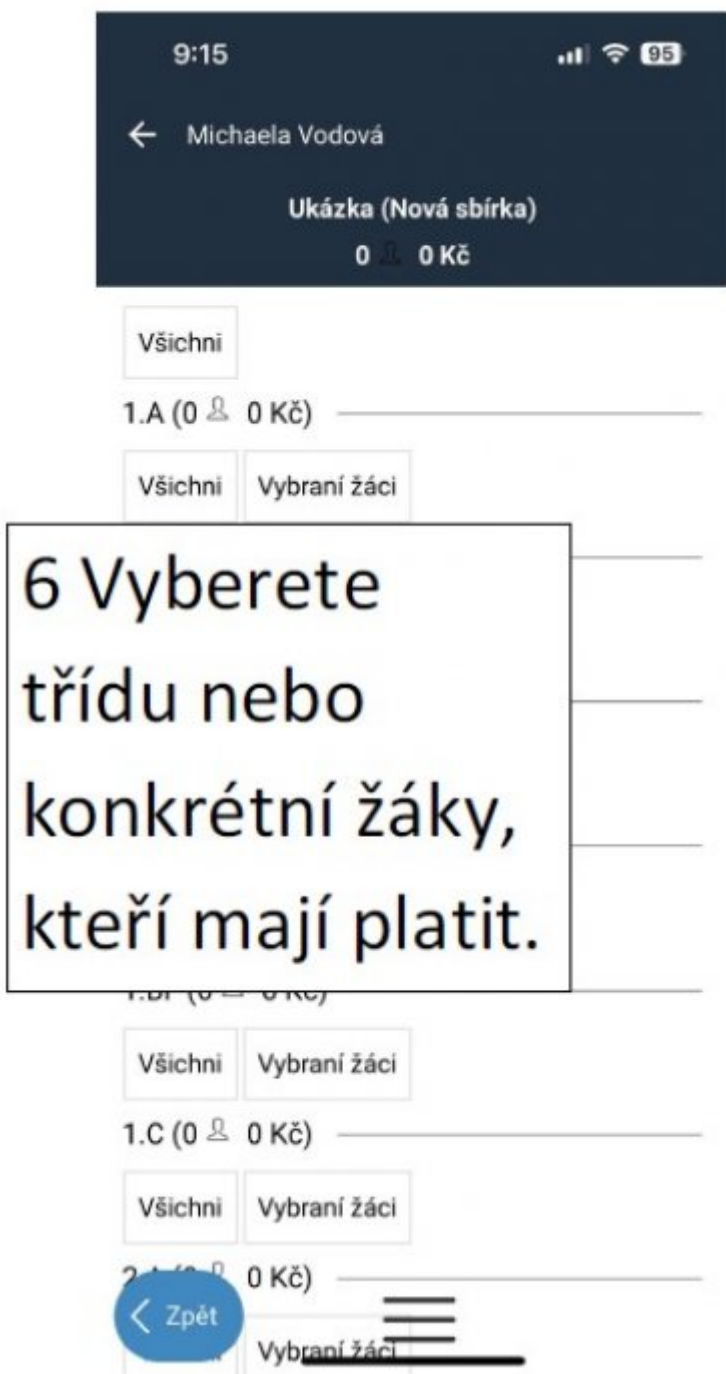 9:15
95
Michaela Vodová
Ukázka (Nová sbírka)
0 0 Kč
Všichni
1.A (0 0 Kč)
Všichni Vybraní žáci
6 Vyberete
třídu nebo
konkrétní žáky,
kteří mají platit.
Všichni Vybraní žáci
1.C (0 0 Kč)
Všichni Vybraní žáci
0 Kč)
Zpět
Vybraní žáci